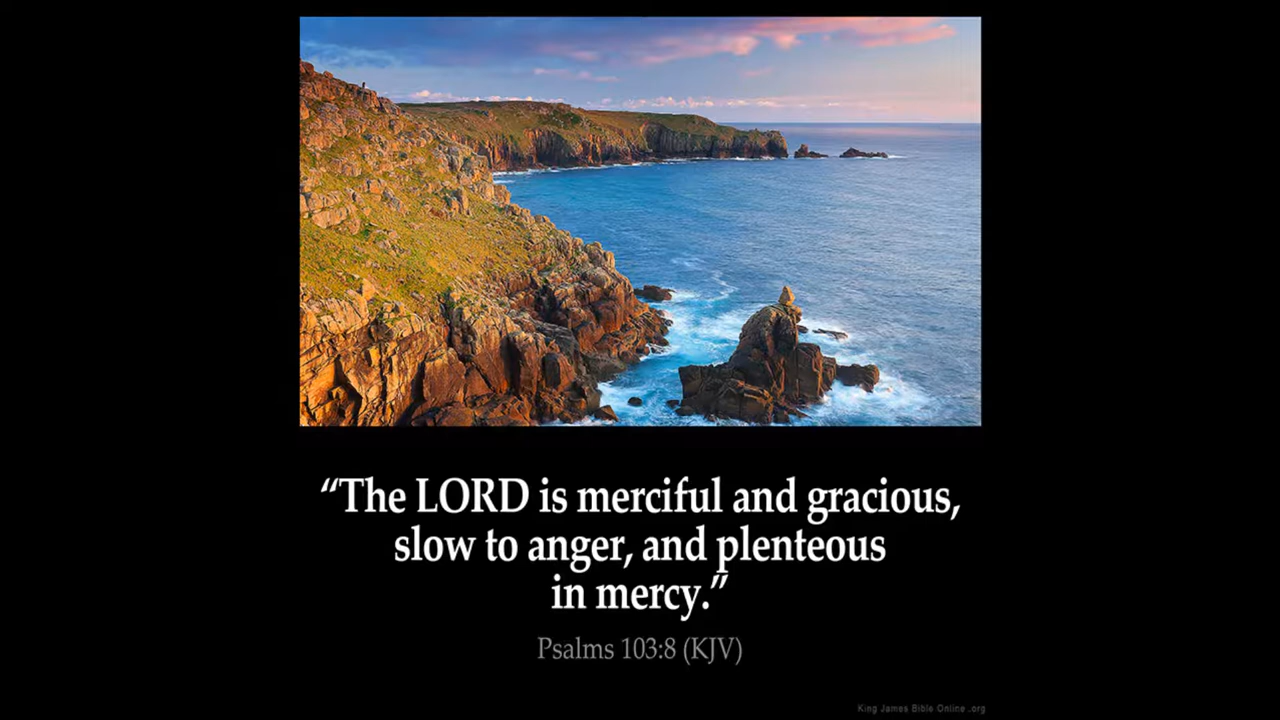 “The LORD is merciful and gracious,
slow to anger, and plenteous
in mercy.”
Psalms 103:8 (KJV)
King James Bible Online .org